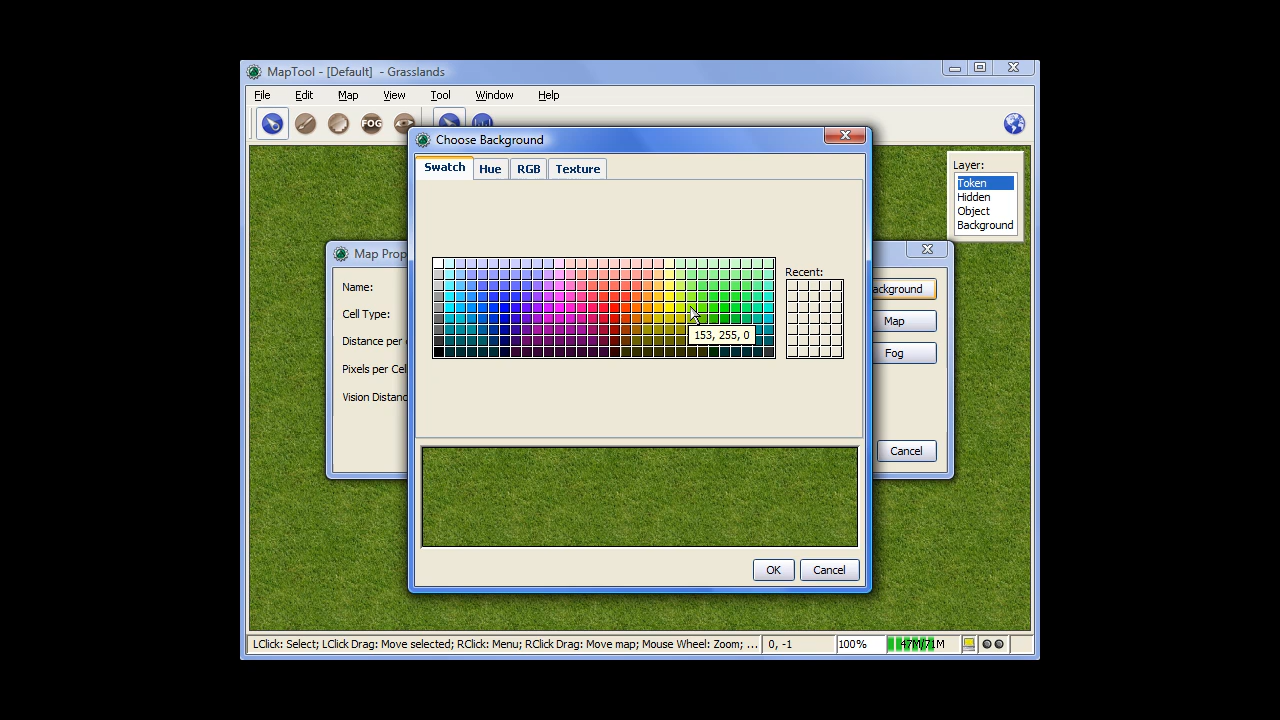 MapTool - [Default] - Grasslands
File Edit Map View Tool Window Help
FOG
Choose Background
Swatch Hue RGB Texture
Layer:
Token
Hidden
Object
Background
Map Prop
Name:
Cell Type:
Distance per
Pixels per Cel
Vision Distanc
Recent:
153, 255, 0
ackground
Map
Fog
Cancel
OK Cancel
LClick: Select; LClick Drag: Move selected; RClick: Menu; RClick Drag: Move map; Mouse Wheel: Zoom; ... 0, -1 100% 47M/71M